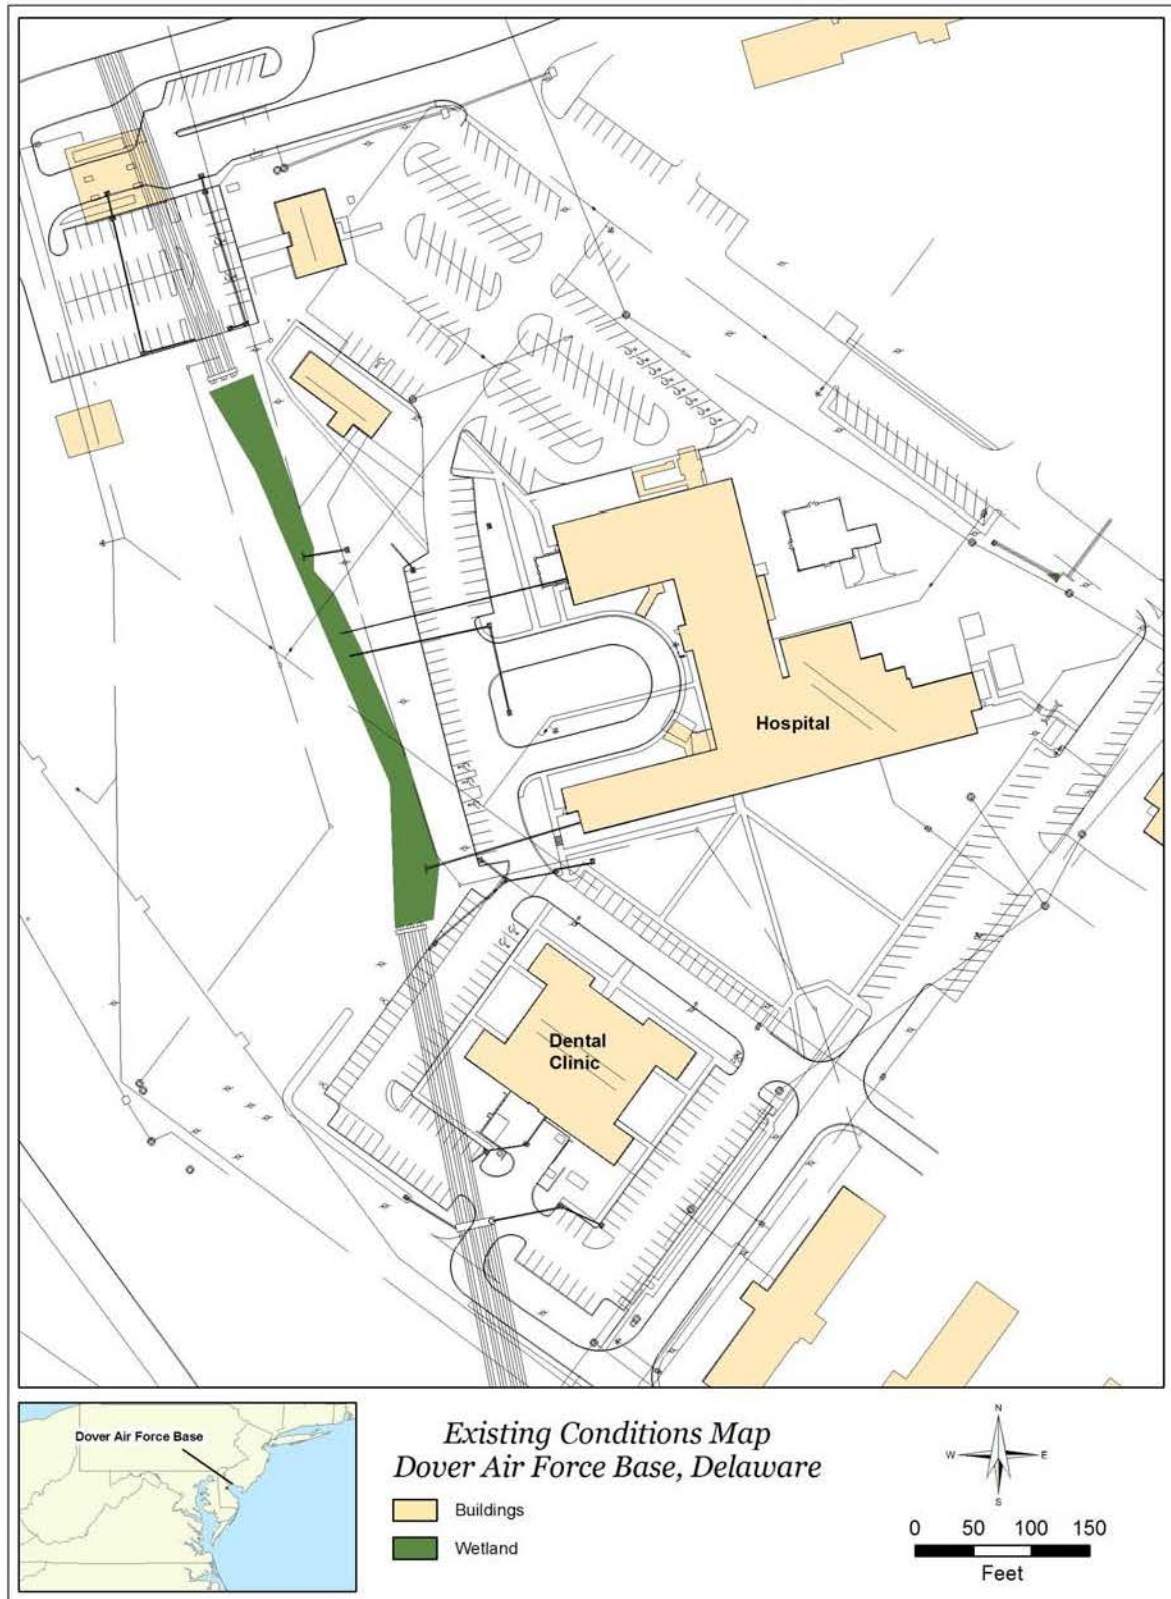 Hospital
Dental
Clinic
Dover Air Force Base
Existing Conditions Map
Dover Air Force Base, Delaware
Buildings
Wetland
N
W E
S
0 50 100 150
Feet